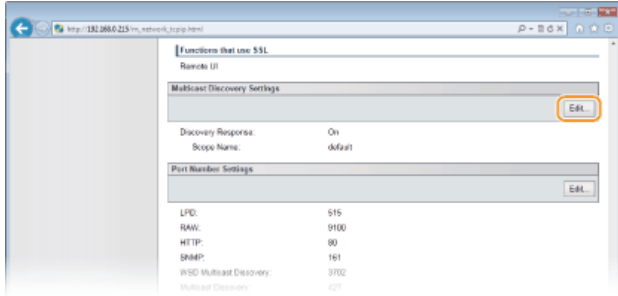 http://192.168.0.215/m_network_tcpip.html
Functions that use SSL
Remote UI
Multicast Discovery Settings
Edit...
Discovery Response: On
Scope Name: default
Port Number Settings
Edit...
LPD: 515
RAW: 9100
HTTP: 80
SNMP: 161
WSD Multicast Discovery: 3702
Multicast Discovery: 427